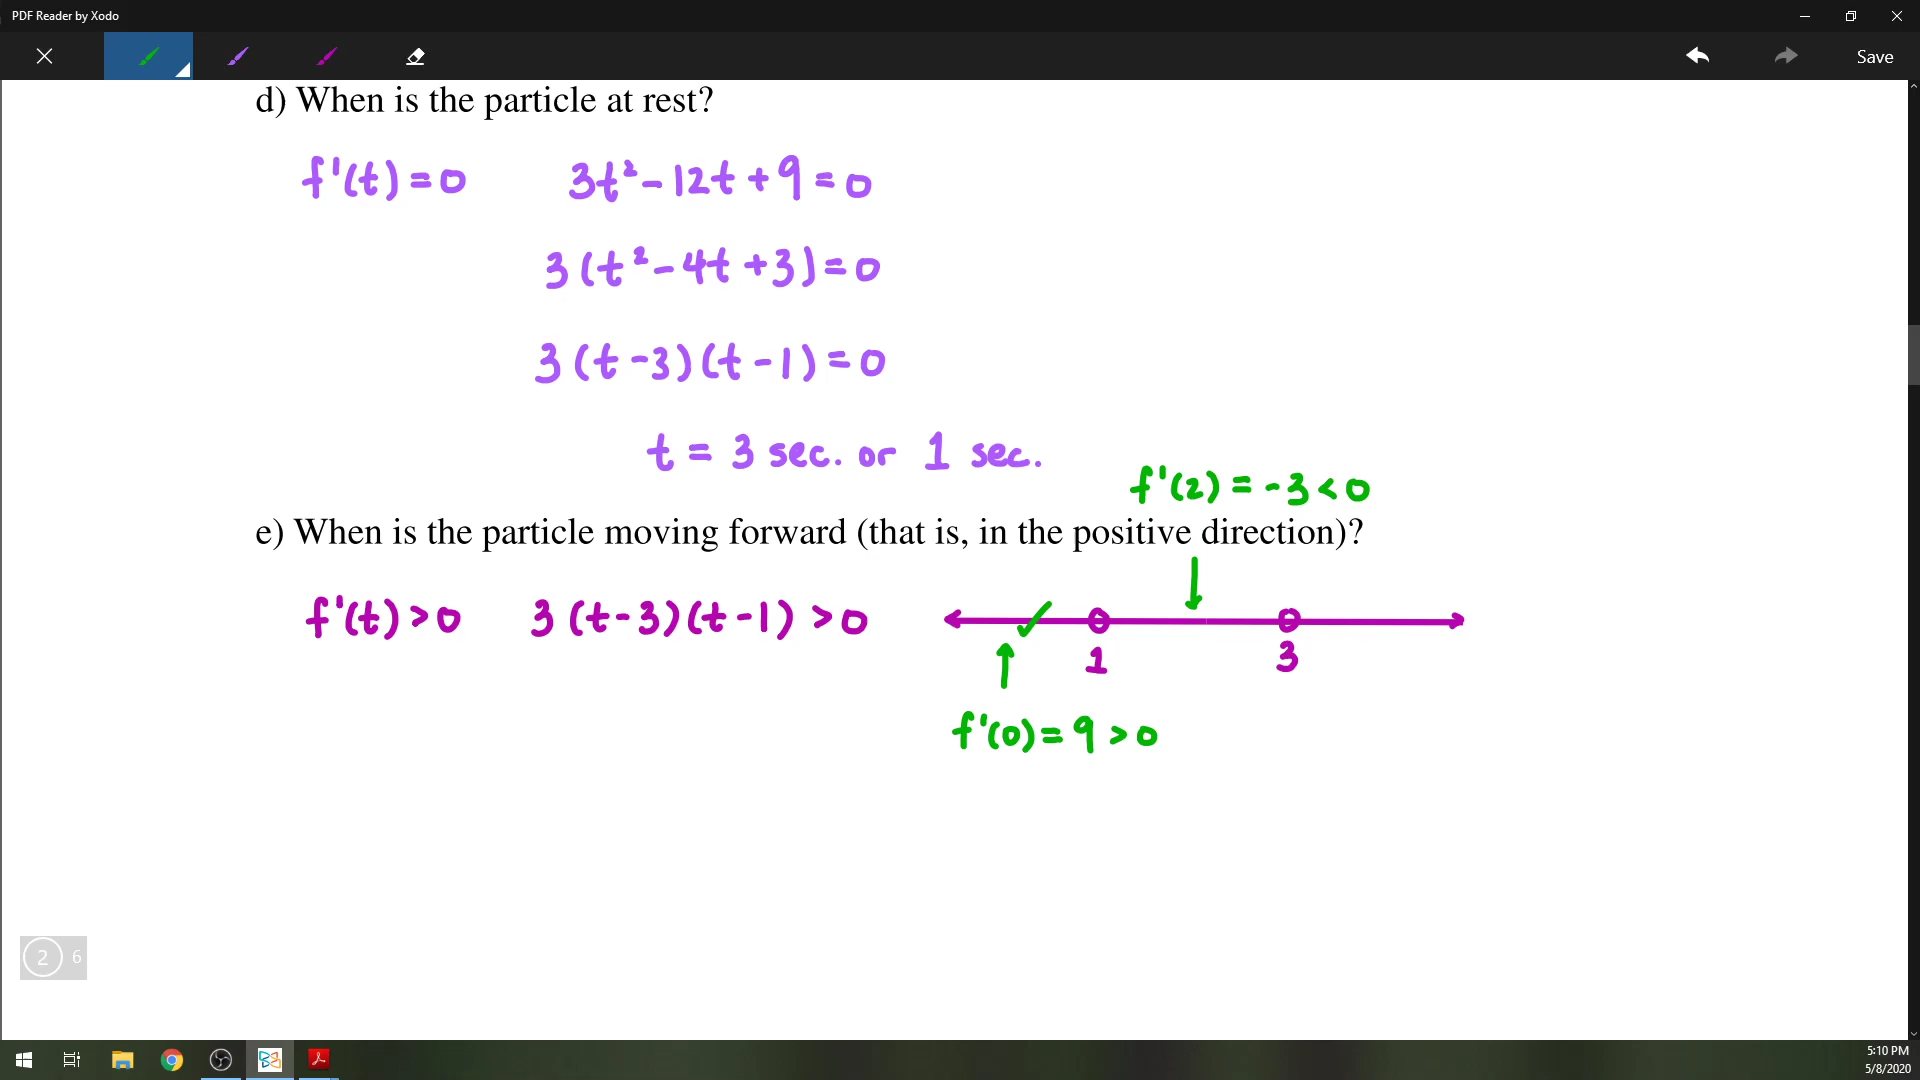 PDF Reader by Xodo
Save
d) When is the particle at rest?
f'(t) = 0 3t² - 12t + 9 = 0
3(t² - 4t + 3) = 0
3(t - 3)(t - 1) = 0
t = 3 sec. or 1 sec.
f'(2) = -3 < 0
e) When is the particle moving forward (that is, in the positive direction)?
f'(t) > 0 3(t - 3)(t - 1) > 0
1 3
f'(0) = 9 > 0
2 6
5:10 PM
5/8/2020